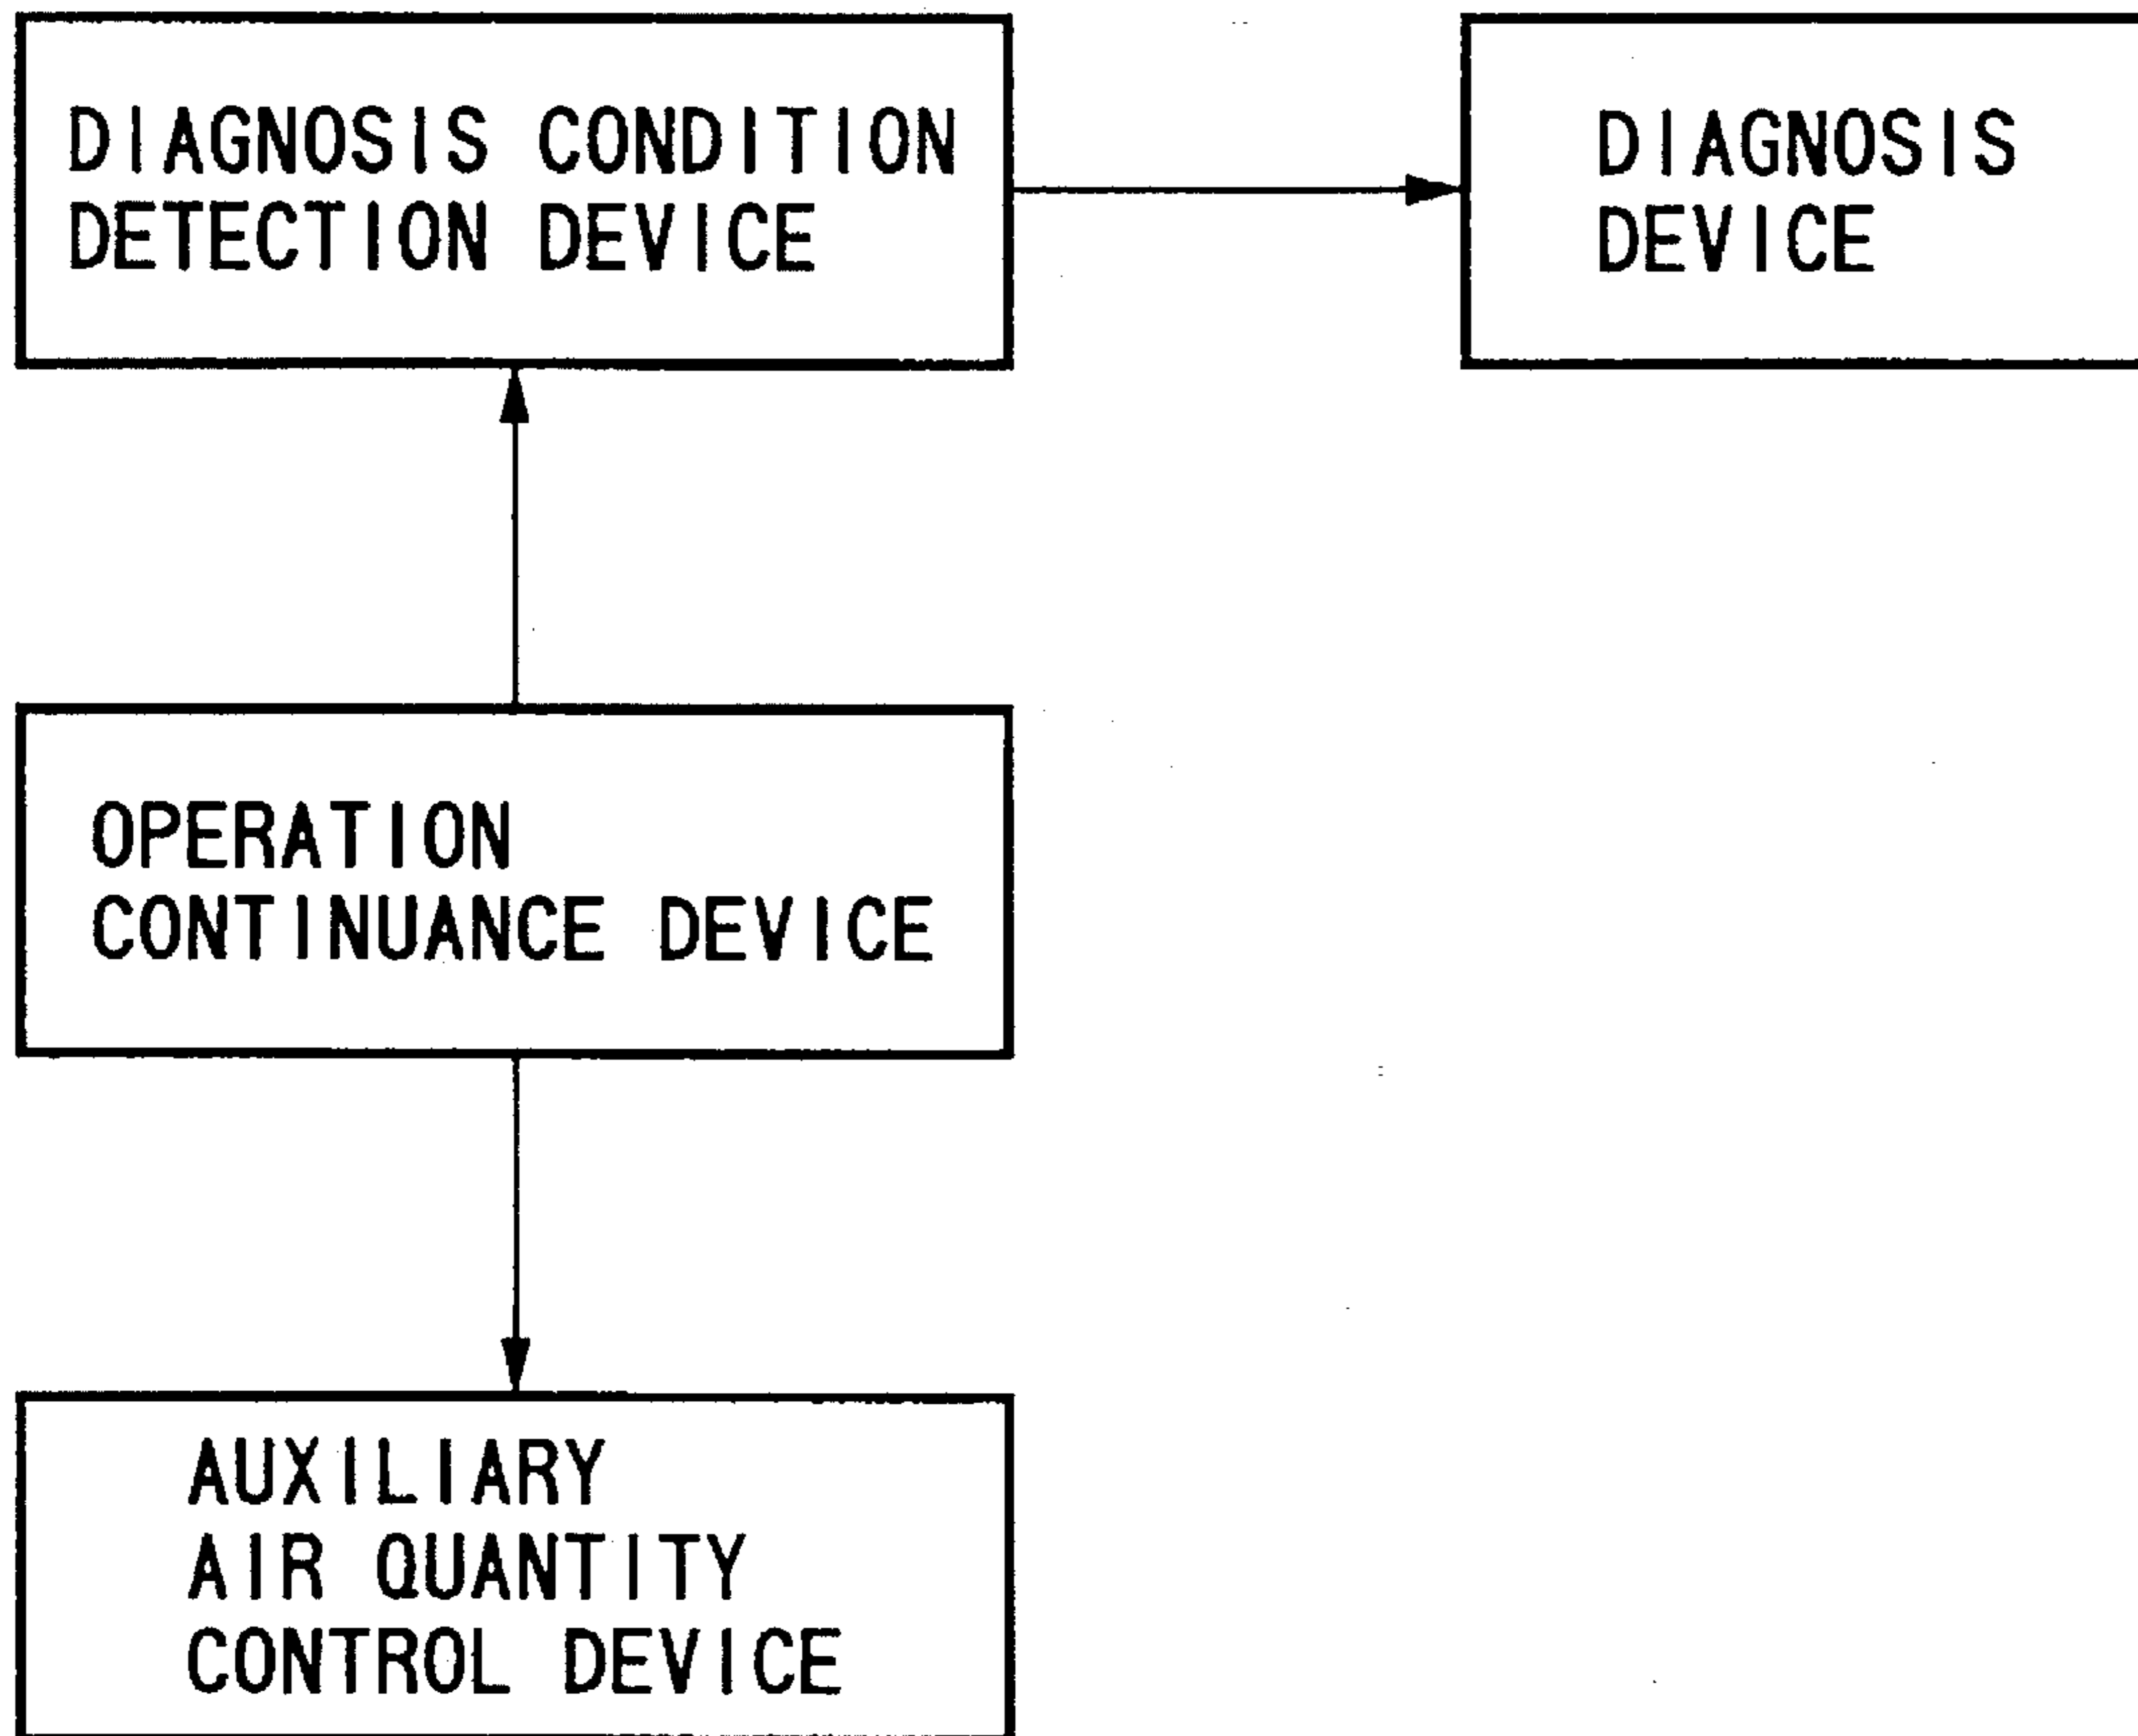 DIAGNOSIS CONDITION
DETECTION DEVICE
DIAGNOSIS
DEVICE
OPERATION
CONTINUANCE DEVICE
AUXILIARY
AIR QUANTITY
CONTROL DEVICE